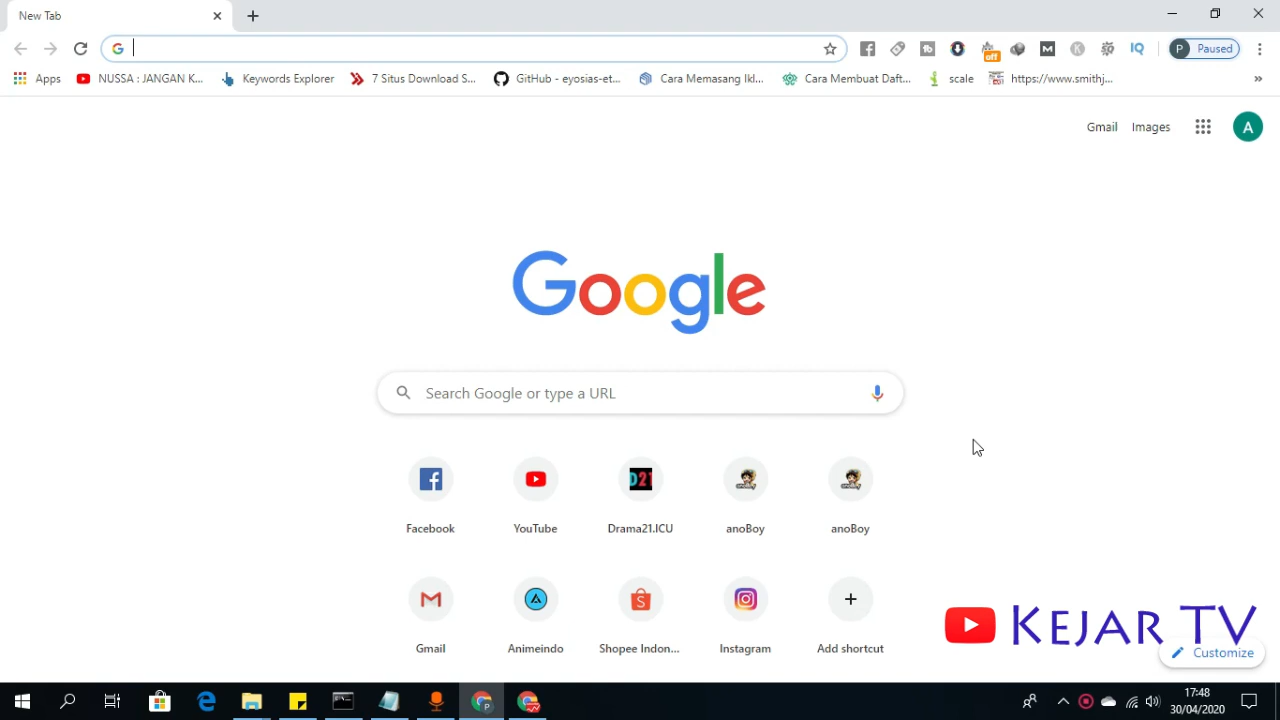 New Tab
P Paused
Apps NUSSA : JANGAN K... Keywords Explorer 7 Situs Download S... GitHub - eyosias-et... Cara Memasang Ikl... Cara Membuat Daft... scale https://www.smithj... »
Gmail Images A
Google
Search Google or type a URL
Facebook YouTube Drama21.ICU anoBoy anoBoy
Gmail Animeindo Shopee Indon... Instagram Add shortcut
KEJAR TV
Customize
17:48
30/04/2020